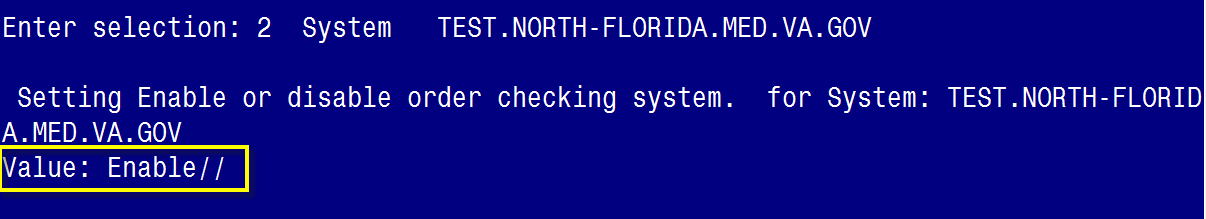 Enter selection: 2  System   TEST.NORTH-FLORIDA.MED.VA.GOV
 Setting Enable or disable order checking system.  for System: TEST.NORTH-FLORID
A.MED.VA.GOV
Value: Enable//